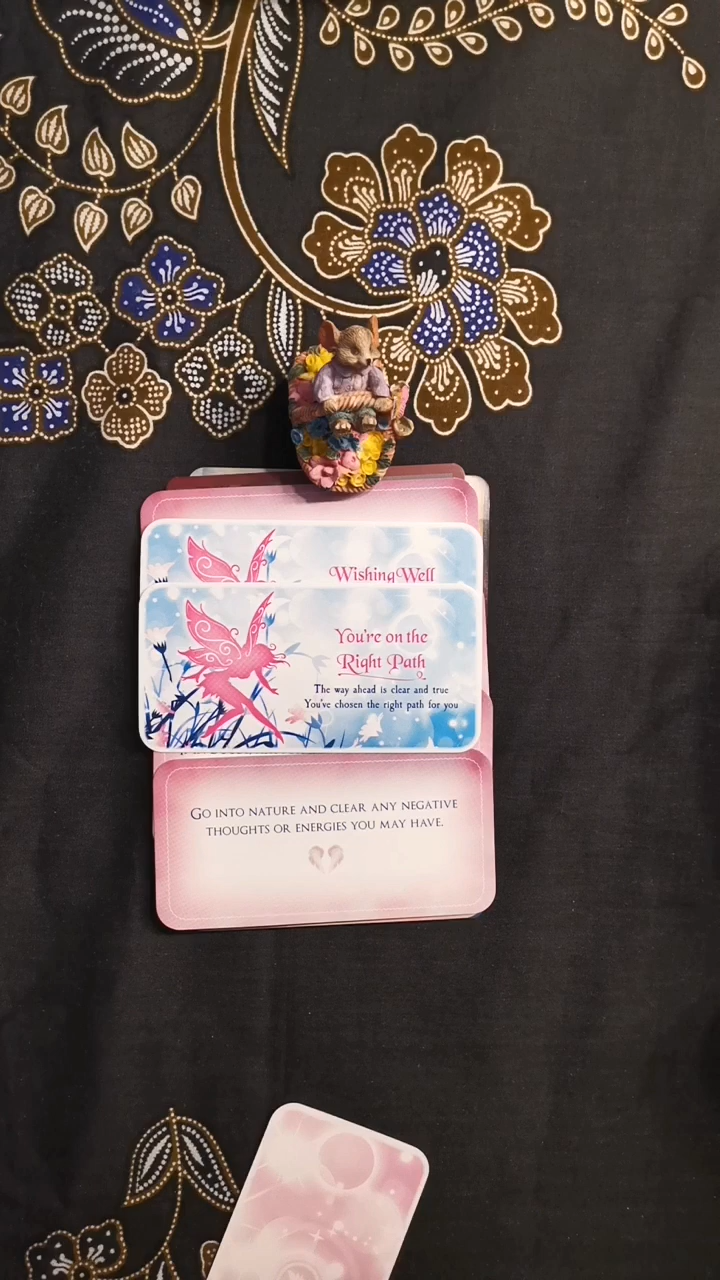 Wishing Well
You're on the
Right Path
The way ahead is clear and true
You've chosen the right path for you
GO INTO NATURE AND CLEAR ANY NEGATIVE
THOUGHTS OR ENERGIES YOU MAY HAVE.